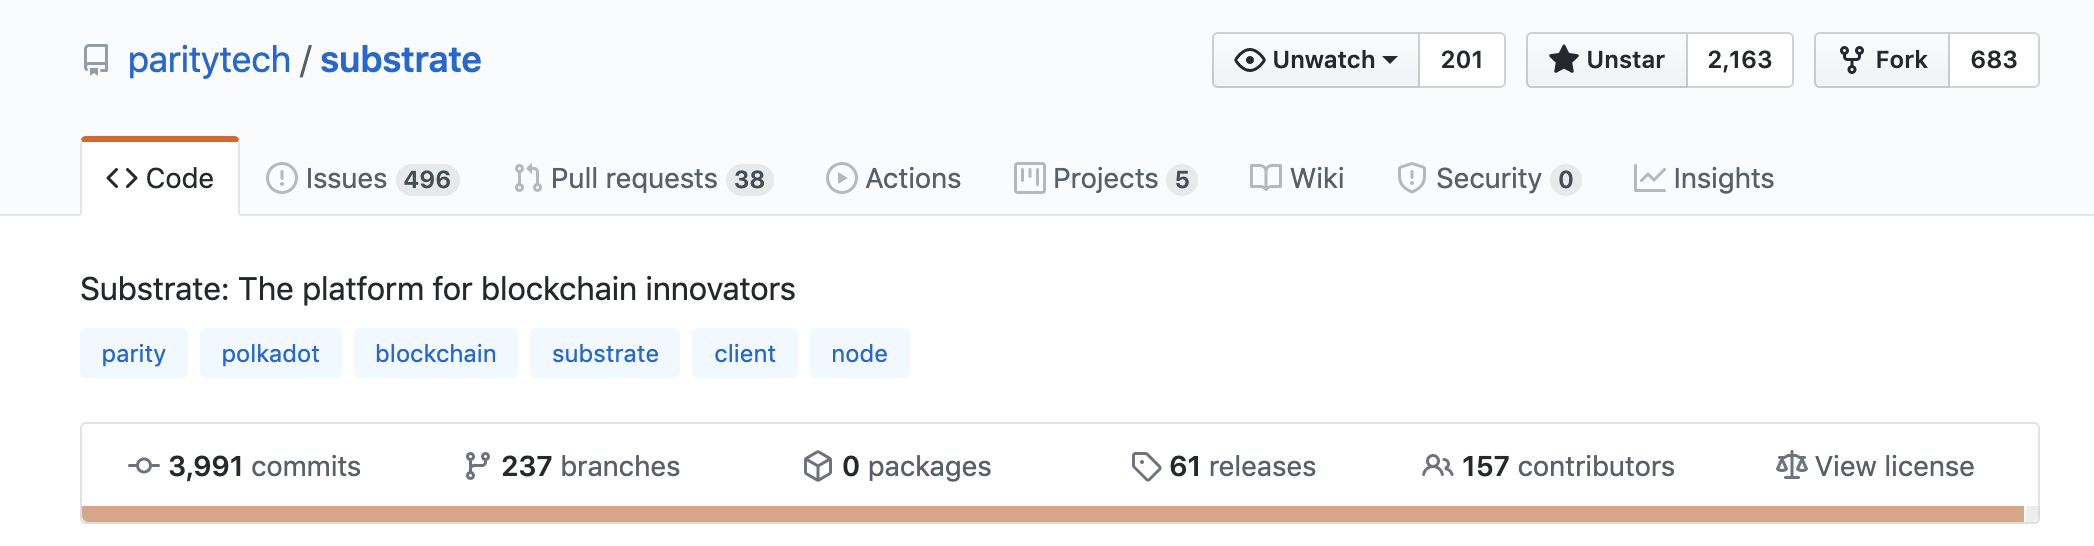 paritytech / substrate Unwatch 201 Unstar 2,163 Fork 683
Code Issues 496 Pull requests 38 Actions Projects 5 Wiki Security 0 Insights
Substrate: The platform for blockchain innovators
parity polkadot blockchain substrate client node
3,991 commits 237 branches 0 packages 61 releases 157 contributors View license